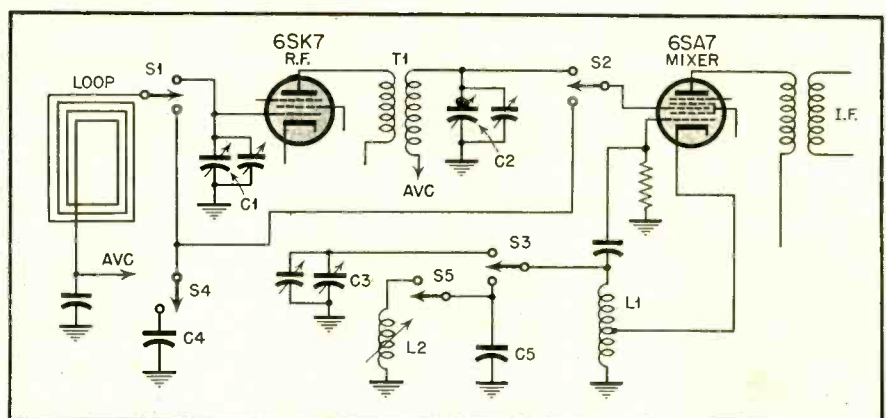 6SK7
R.F.
T1
S2
6SA7
MIXER
LOOP
S1
I.F.
C2
AVC
C1
AVC
S3
S4
C3
S5
L1
C4
L2
C5